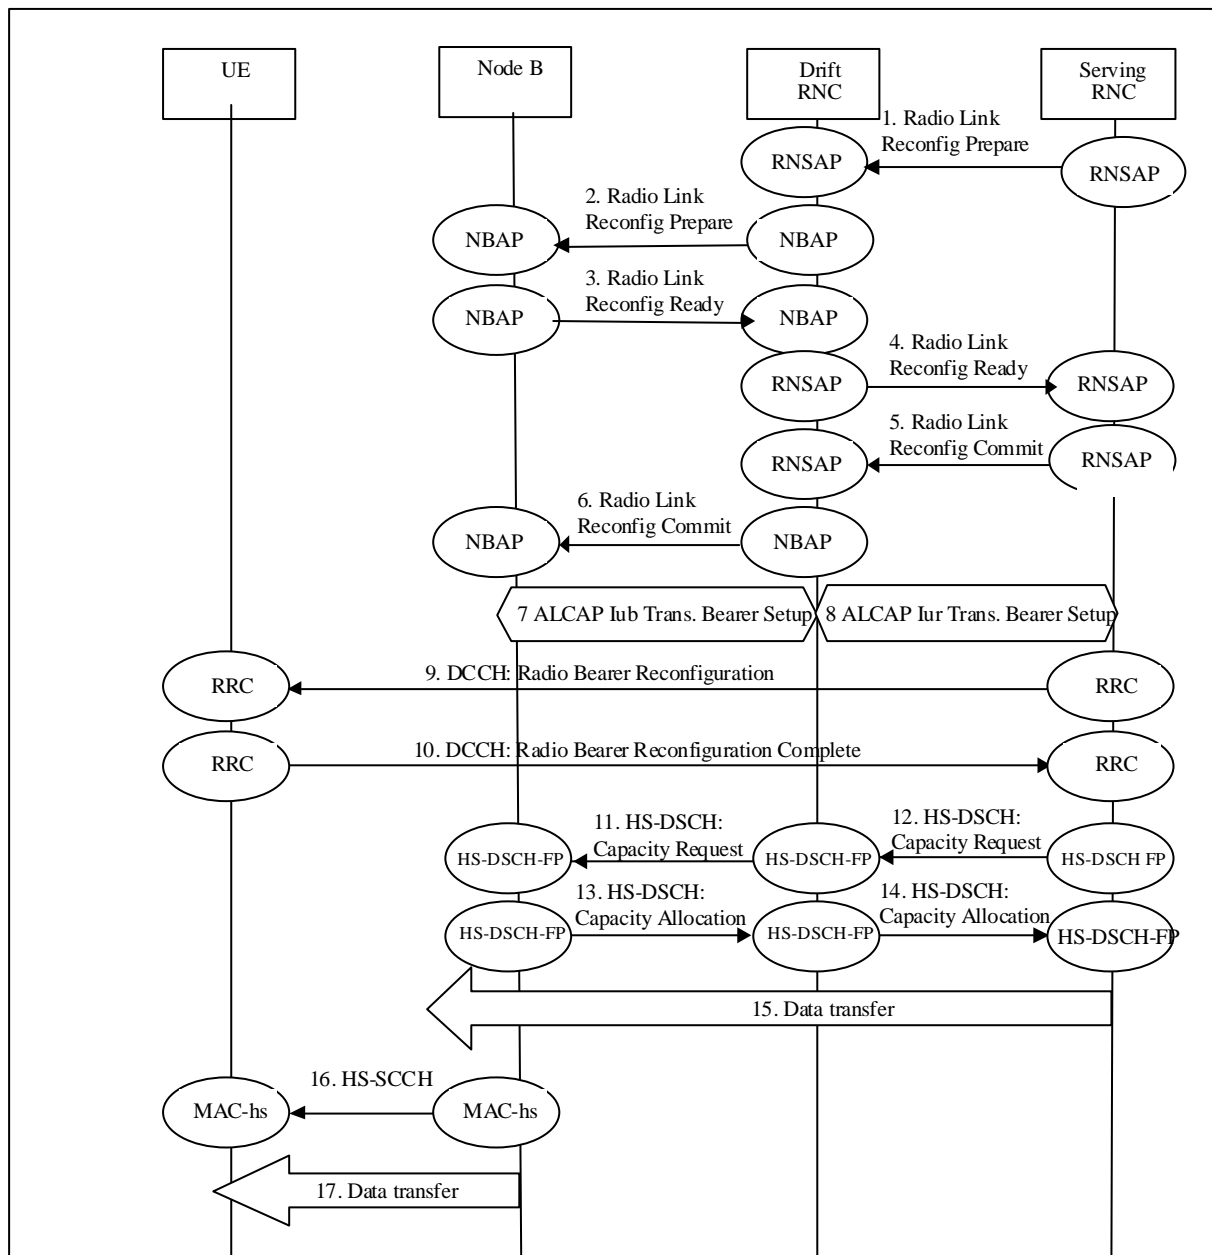 UE
Node B
Drift
RNC
Serving
RNC
1. Radio Link
Reconfig Prepare
RNSAP
RNSAP
2. Radio Link
Reconfig Prepare
NBAP
NBAP
3. Radio Link
Reconfig Ready
NBAP
NBAP
4. Radio Link
Reconfig Ready
RNSAP
RNSAP
5. Radio Link
Reconfig Commit
RNSAP
RNSAP
6. Radio Link
Reconfig Commit
NBAP
NBAP
7 ALCAP Iub Trans. Bearer Setup
8 ALCAP Iur Trans. Bearer Setup
9. DCCH: Radio Bearer Reconfiguration
RRC
RRC
10. DCCH: Radio Bearer Reconfiguration Complete
RRC
RRC
11. HS-DSCH:
Capacity Request
12. HS-DSCH:
Capacity Request
HS-DSCH-FP
HS-DSCH-FP
HS-DSCH FP
13. HS-DSCH:
Capacity Allocation
14. HS-DSCH:
Capacity Allocation
HS-DSCH-FP
HS-DSCH-FP
HS-DSCH-FP
15. Data transfer
16. HS-SCCH
MAC-hs
MAC-hs
17. Data transfer